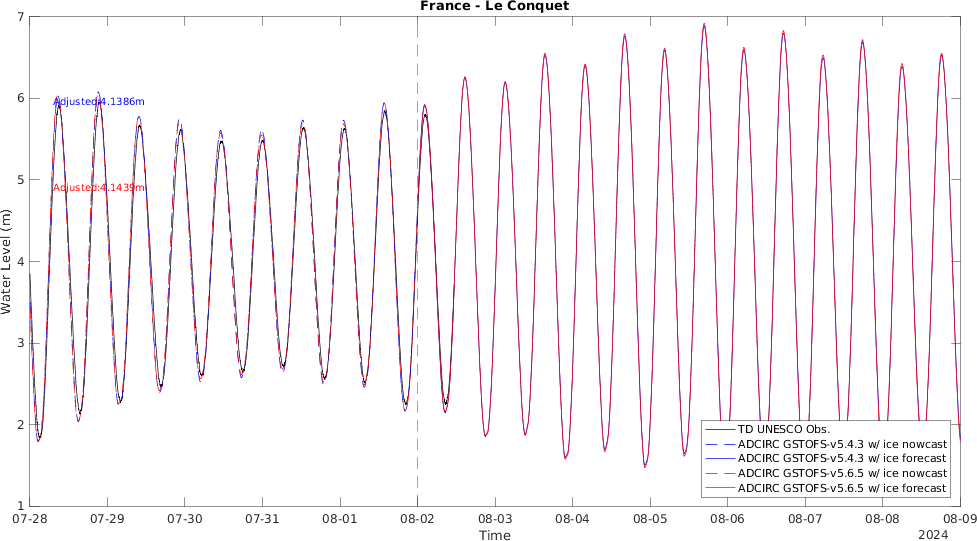 France - Le Conquet
7
6
5
4
3
2
1
Water Level (m)
Adjusted:4.1386m
Adjusted:4.1439m
TD UNESCO Obs.
ADCIRC GSTOFS-v5.4.3 w/ ice nowcast
ADCIRC GSTOFS-v5.4.3 w/ ice forecast
ADCIRC GSTOFS-v5.6.5 w/ ice nowcast
ADCIRC GSTOFS-v5.6.5 w/ ice forecast
07-28 07-29 07-30 07-31 08-01 08-02 08-03 08-04 08-05 08-06 08-07 08-08 08-09
Time
2024